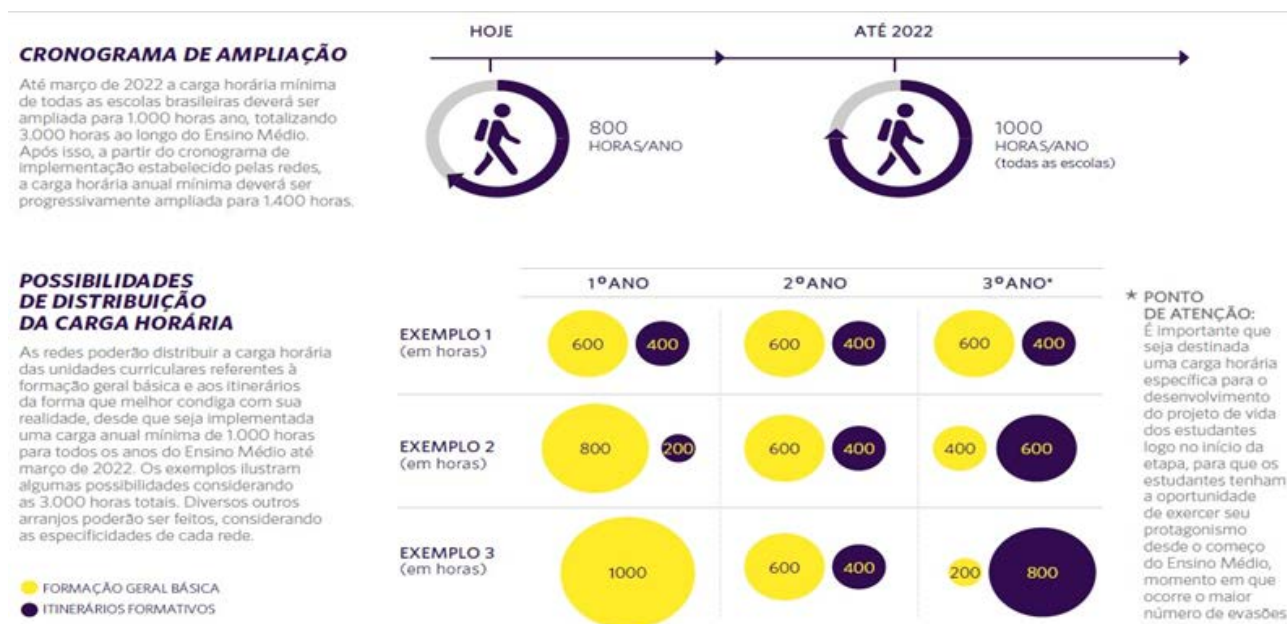 CRONOGRAMA DE AMPLIAÇÃO
Até março de 2022 a carga horária mínima
de todas as escolas brasileiras deverá ser
ampliada para 1.000 horas ano, totalizando
3.000 horas ao longo do Ensino Médio.
Após isso, a partir do cronograma de
implementação estabelecido pelas redes,
a carga horária anual mínima deverá ser
progressivamente ampliada para 1.400 horas.
HOJE
800
HORAS/ANO
ATÉ 2022
1000
HORAS/ANO
(todas as escolas)
POSSIBILIDADES
DE DISTRIBUIÇÃO
DA CARGA HORÁRIA
As redes poderão distribuir a carga horária
das unidades curriculares referentes à
formação geral básica e aos itinerários
da forma que melhor condiga com sua
realidade, desde que seja implementada
uma carga anual mínima de 1.000 horas
para todos os anos do Ensino Médio até
março de 2022. Os exemplos ilustram
algumas possibilidades considerando
as 3.000 horas totais. Diversos outros
arranjos poderão ser feitos, considerando
as especificidades de cada rede.
FORMAÇÃO GERAL BÁSICA
ITINERÁRIOS FORMATIVOS
1º ANO 2º ANO 3º ANO*
EXEMPLO 1
(em horas)
600 400 600 400 600 400
EXEMPLO 2
(em horas)
800 200 600 400 400 600
EXEMPLO 3
(em horas)
1000 600 400 200 800
* PONTO
DE ATENÇÃO:
É importante que
seja destinada
uma carga horária
específica para o
desenvolvimento
do projeto de vida
dos estudantes
logo no início da
etapa, para que os
estudantes tenham
a oportunidade
de exercer seu
protagonismo
desde o começo
do Ensino Médio,
momento em que
ocorre o maior
número de evasões